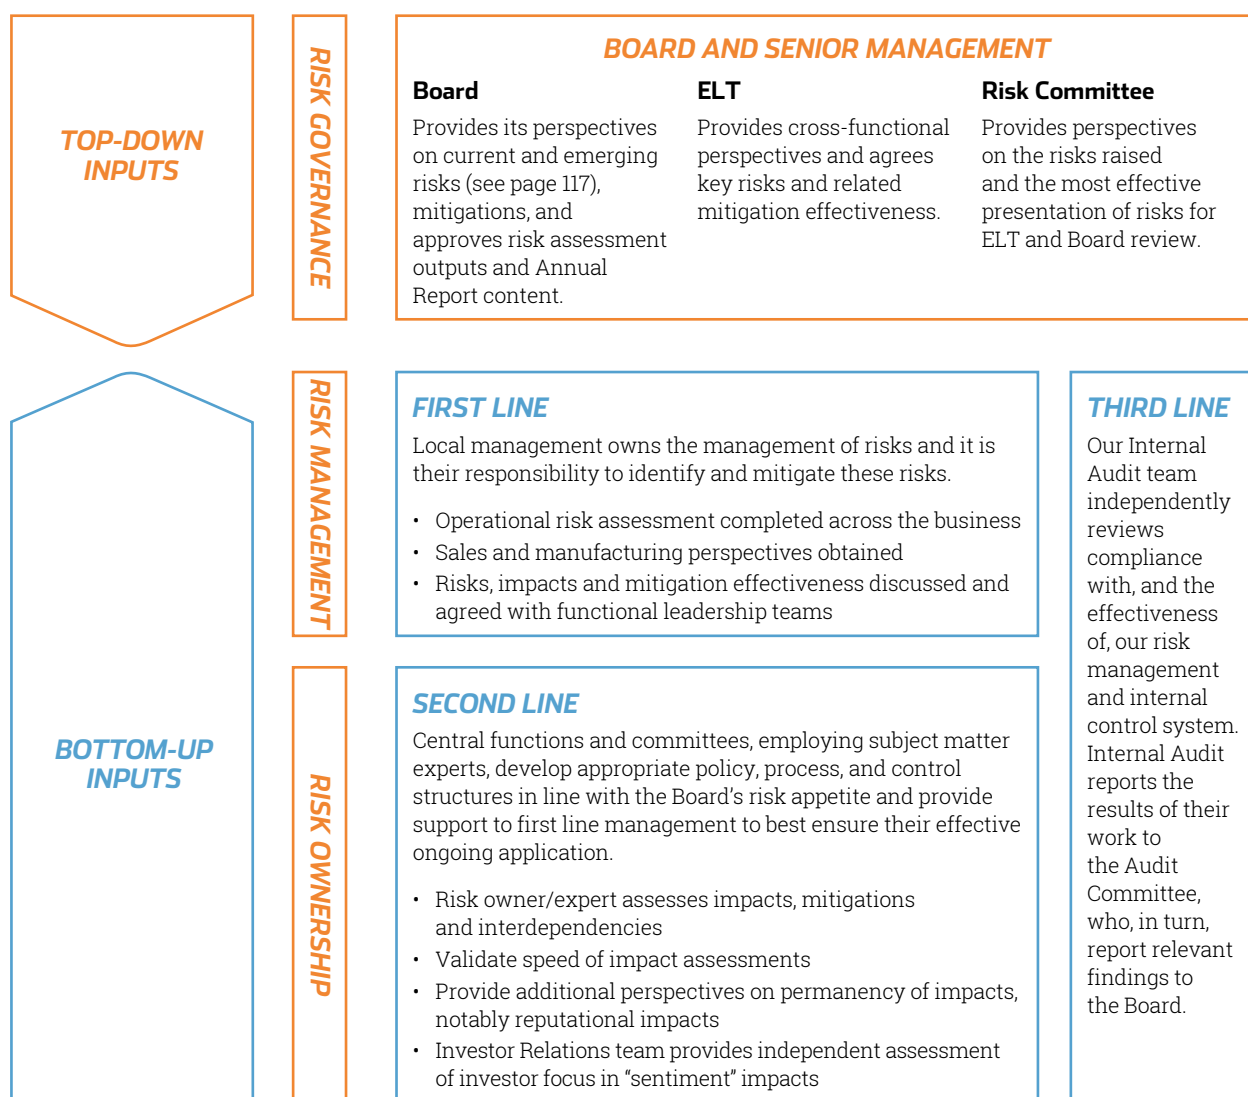 TOP-DOWN
INPUTS
RISK GOVERNANCE
BOARD AND SENIOR MANAGEMENT
Board
Provides its perspectives
on current and emerging
risks (see page 117),
mitigations, and
approves risk assessment
outputs and Annual
Report content.
ELT
Provides cross-functional
perspectives and agrees
key risks and related
mitigation effectiveness.
Risk Committee
Provides perspectives
on the risks raised
and the most effective
presentation of risks for
ELT and Board review.
BOTTOM-UP
INPUTS
RISK MANAGEMENT
FIRST LINE
Local management owns the management of risks and it is
their responsibility to identify and mitigate these risks.
• Operational risk assessment completed across the business
• Sales and manufacturing perspectives obtained
• Risks, impacts and mitigation effectiveness discussed and
agreed with functional leadership teams
RISK OWNERSHIP
SECOND LINE
Central functions and committees, employing subject matter
experts, develop appropriate policy, process, and control
structures in line with the Board’s risk appetite and provide
support to first line management to best ensure their effective
ongoing application.
• Risk owner/expert assesses impacts, mitigations
and interdependencies
• Validate speed of impact assessments
• Provide additional perspectives on permanency of impacts,
notably reputational impacts
• Investor Relations team provides independent assessment
of investor focus in “sentiment” impacts
THIRD LINE
Our Internal
Audit team
independently
reviews
compliance
with, and the
effectiveness
of, our risk
management
and internal
control system.
Internal Audit
reports the
results of their
work to
the Audit
Committee,
who, in turn,
report relevant
findings to
the Board.